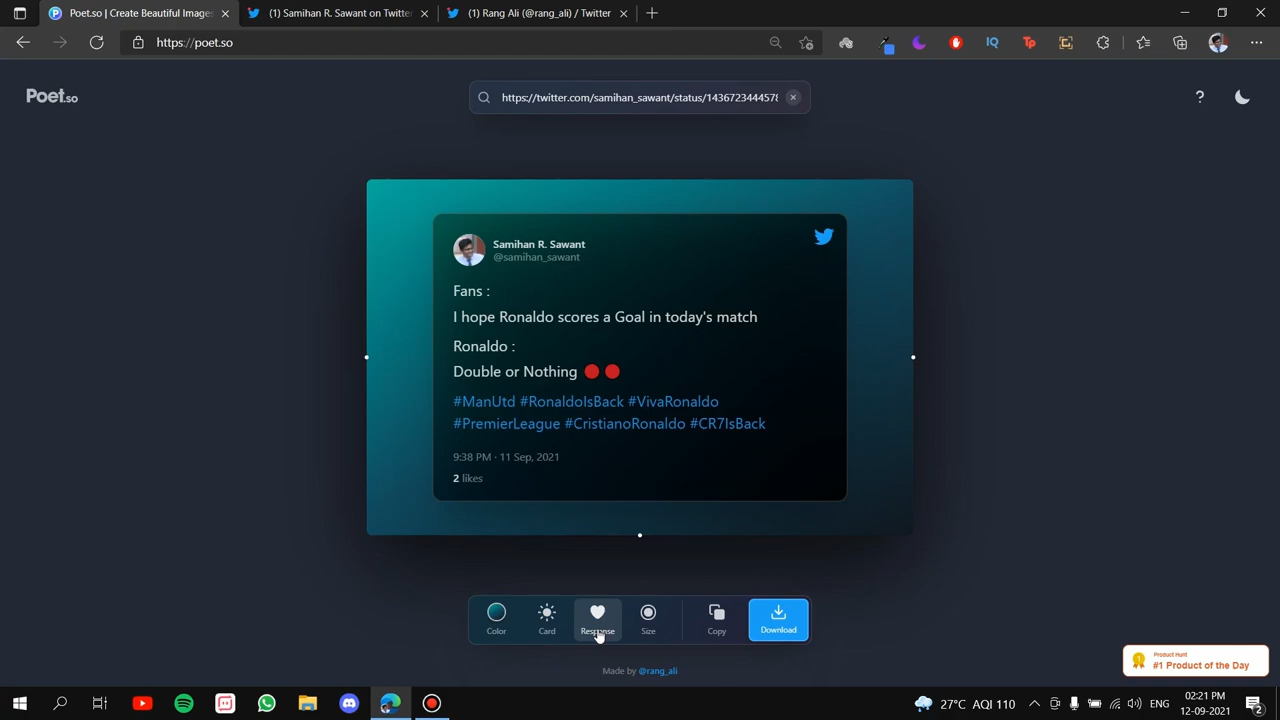 Poet.so | Create Beautiful Images
(1) Samihan R. Sawant on Twitter
Rang Ali (@rang_ali) / Twitter
https://poet.so
Poet.so
https://twitter.com/samihan_sawant/status/1436723444578
?
Samihan R. Sawant
@samihan_sawant
Fans :
I hope Ronaldo scores a Goal in today's match
Ronaldo :
Double or Nothing 🔴 🔴
#ManUtd #RonaldoIsBack #VivaRonaldo
#PremierLeague #CristianoRonaldo #CR7IsBack
9:38 PM · 11 Sep, 2021
2 likes
Color
Card
Response
Size
Copy
Download
Made by @rang_ali
Product Hunt
#1 Product of the Day
27°C AQI 110
ENG
02:21 PM
12-09-2021
2